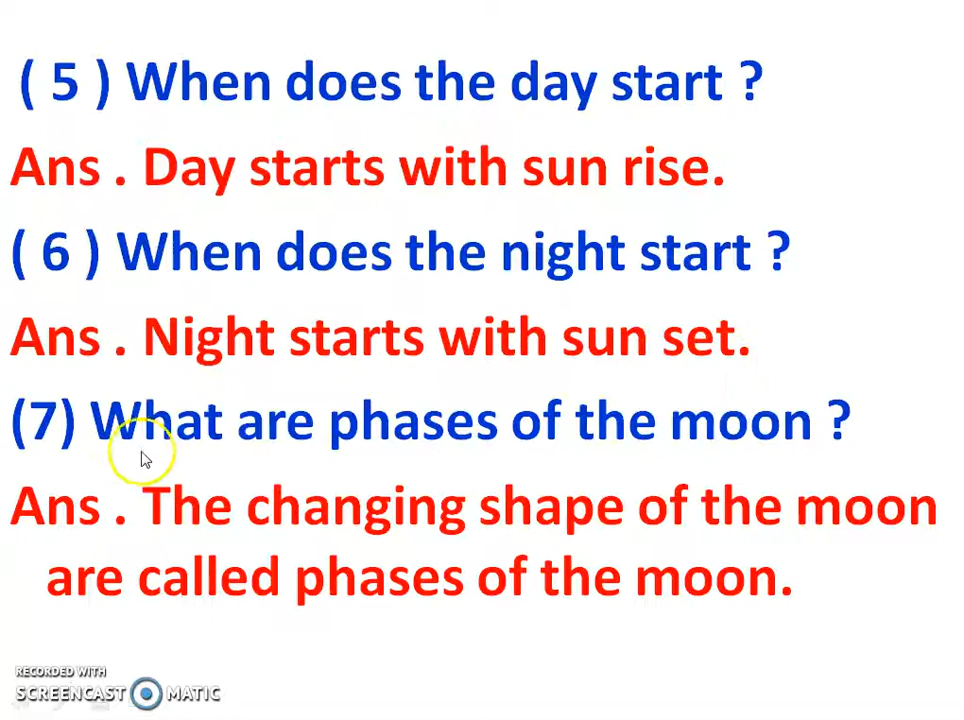 ( 5 ) When does the day start ?
Ans . Day starts with sun rise.
( 6 ) When does the night start ?
Ans . Night starts with sun set.
(7) What are phases of the moon ?
Ans . The changing shape of the moon
are called phases of the moon.
RECORDED WITH
SCREENCAST MATIC